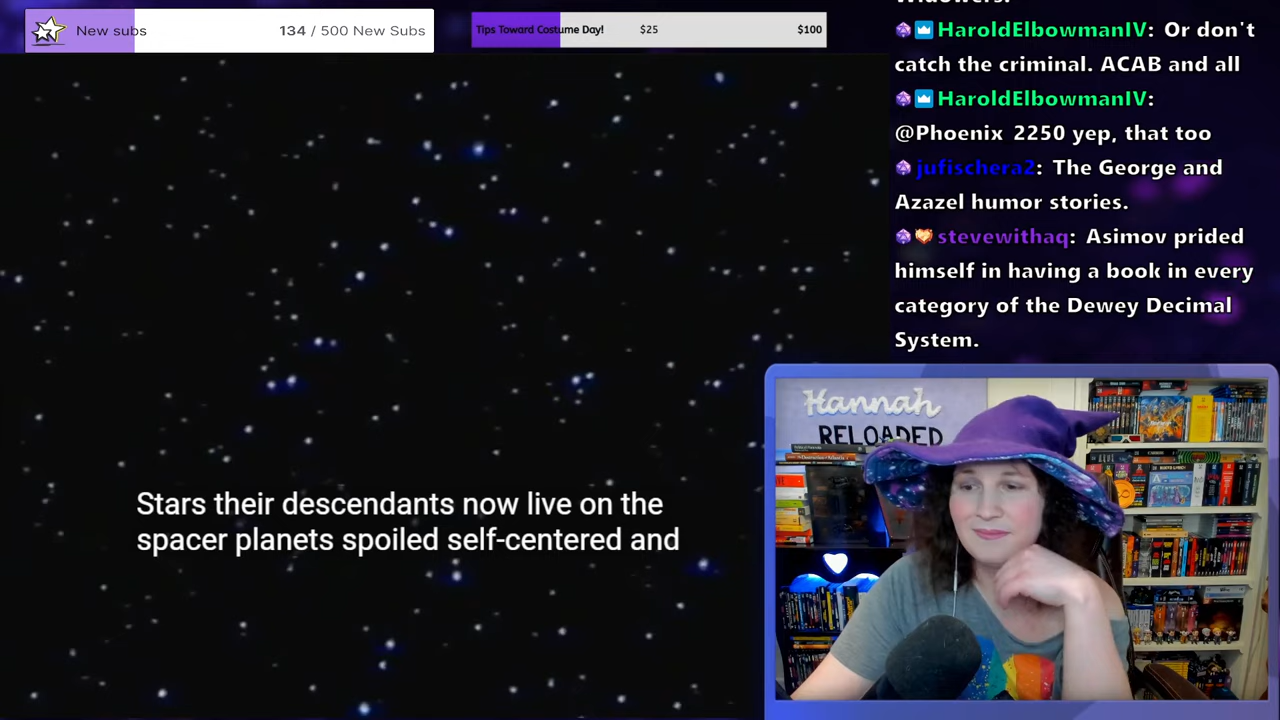 New subs 134 / 500 New Subs
Tips Toward Costume Day! $25 $100
HaroldElbowmanIV: Or don't
catch the criminal. ACAB and all
HaroldElbowmanIV:
@Phoenix 2250 yep, that too
jufischera2: The George and
Azazel humor stories.
stevewithaq: Asimov prided
himself in having a book in every
category of the Dewey Decimal
System.
Hannah
RELOADED
Stars their descendants now live on the
spacer planets spoiled self-centered and